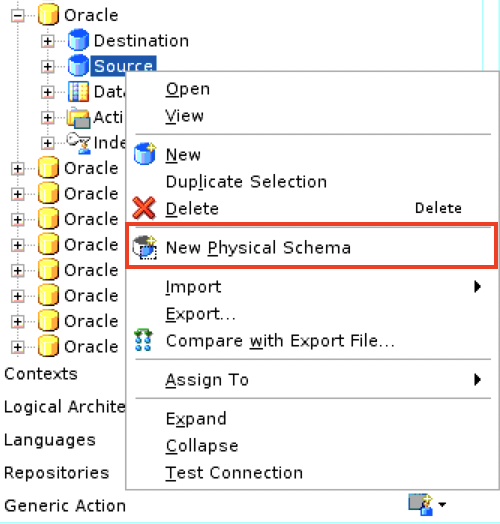 Oracle
Destination
Source
Data
Open
Acti
View
Inde
Oracle
New
Oracle
Duplicate Selection
Oracle
Delete Delete
Oracle
New Physical Schema
Oracle
Import
Oracle
Export...
Oracle
Compare with Export File...
Oracle
Contexts
Assign To
Logical Archite
Expand
Languages
Collapse
Repositories
Test Connection
Generic Action